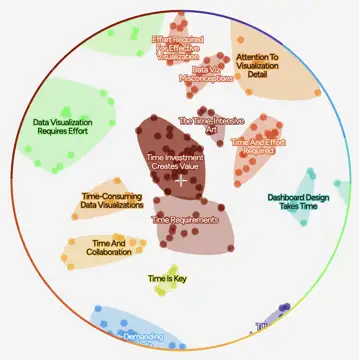 Effort Required
For Effective
Visualization
Data Viz
Misconceptions
Attention To
Visualization
Detail
Data Visualization
Requires Effort
The Time, Intensive
Art
Time And Effort
Required
Time Investment
Creates Value
Dashboard Design
Takes Time
Time-Consuming
Data Visualizations
Time Requirements
Time And
Collaboration
Time Is Key
Demanding